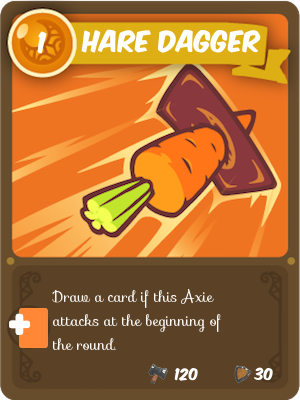 1 HARE DAGGER
Draw a card if this Axie
attacks at the beginning of
the round.
120 30